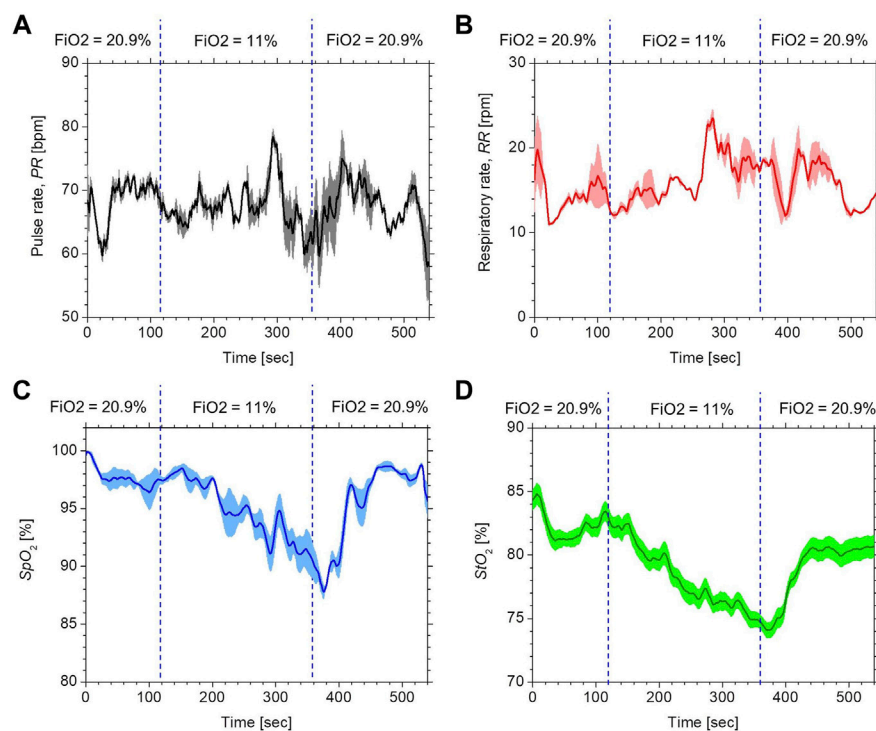 A
FiO2 = 20.9% FiO2 = 11% FiO2 = 20.9%
90
80
70
60
50
Pulse rate, PR [bpm]
0 100 200 300 400 500
Time [sec]
B
FiO2 = 20.9% FiO2 = 11% FiO2 = 20.9%
30
20
10
0
Respiratory rate, RR [rpm]
0 100 200 300 400 500
Time [sec]
C
FiO2 = 20.9% FiO2 = 11% FiO2 = 20.9%
100
95
90
85
80
SpO2 [%]
0 100 200 300 400 500
Time [sec]
D
FiO2 = 20.9% FiO2 = 11% FiO2 = 20.9%
90
85
80
75
70
StO2 [%]
0 100 200 300 400 500
Time [sec]